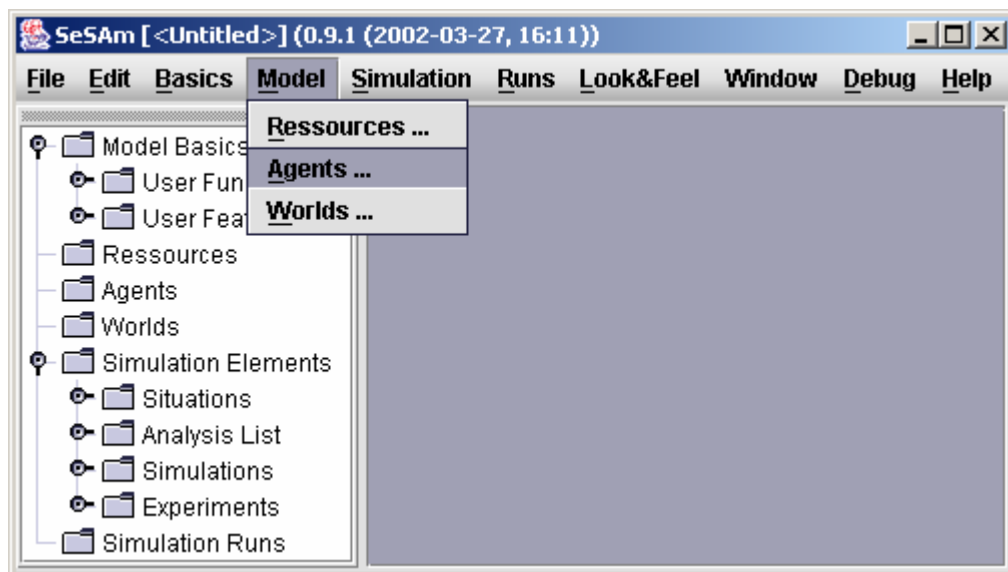 SeSAm [ <Untitled>] (0.9.1 (2002-03-27, 16:11))
File Edit Basics Model Simulation Runs Look&Feel Window Debug Help
Ressources ...
Agents ...
Worlds ...
Model Basics
User Fun
User Feat
Ressources
Agents
Worlds
Simulation Elements
Situations
Analysis List
Simulations
Experiments
Simulation Runs